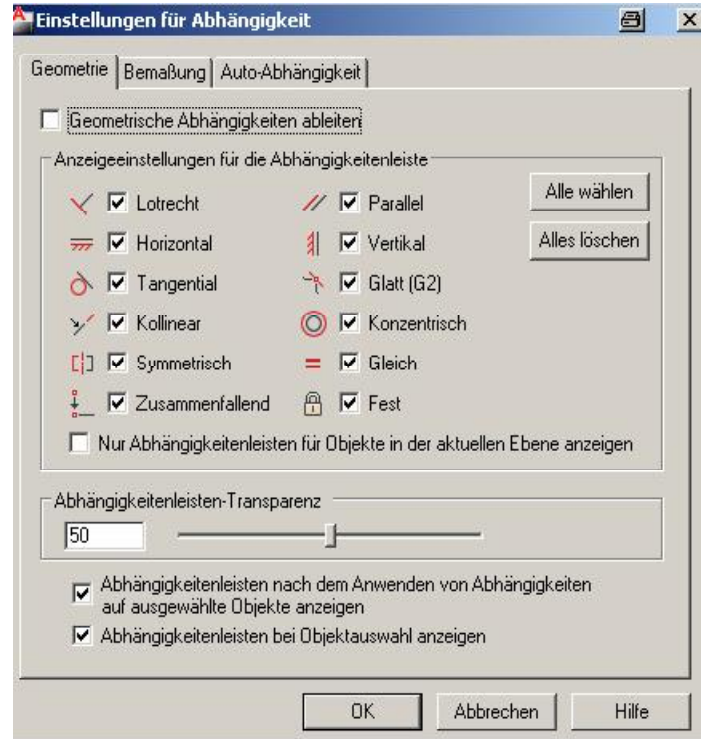 Einstellungen für Abhängigkeit
Geometrie Bemaßung Auto-Abhängigkeit
Geometrische Abhängigkeiten ableiten
Anzeigeeinstellungen für die Abhängigkeitenleiste
Lotrecht Parallel Alle wählen
Horizontal Vertikal Alles löschen
Tangential Glatt (G2)
Kollinear Konzentrisch
Symmetrisch Gleich
Zusammenfallend Fest
Nur Abhängigkeitenleisten für Objekte in der aktuellen Ebene anzeigen
Abhängigkeitenleisten-Transparenz
50
Abhängigkeitenleisten nach dem Anwenden von Abhängigkeiten
auf ausgewählte Objekte anzeigen
Abhängigkeitenleisten bei Objektauswahl anzeigen
OK Abbrechen Hilfe